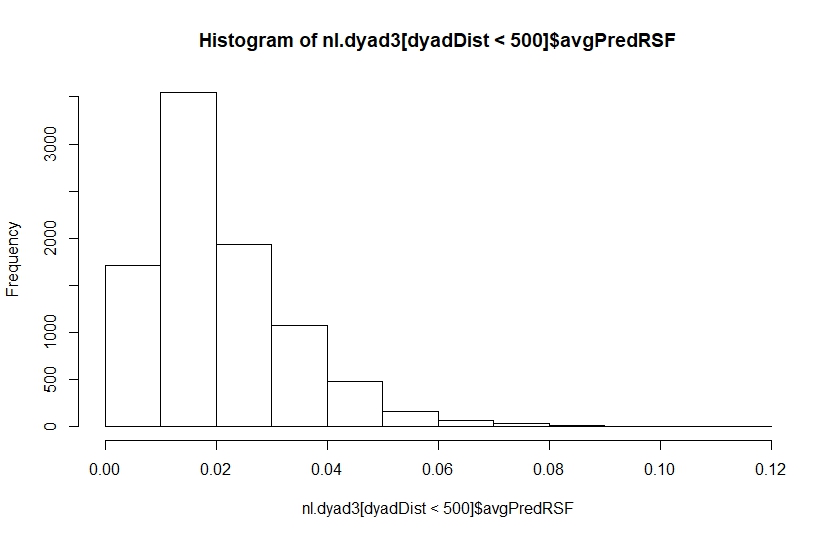 Histogram of nl.dyad3[dyadDist < 500]$avgPredRSF
Frequency
3000
2000
1000
500
0
0.00 0.02 0.04 0.06 0.08 0.10 0.12
nl.dyad3[dyadDist < 500]$avgPredRSF